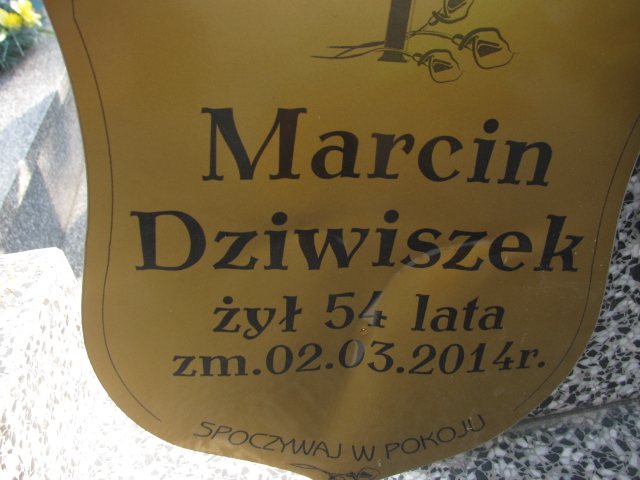 Marcin
Dziwiszek
żył 54 lata
zm.02.03.2014r.
SPOCZYWAJ W POKOJU